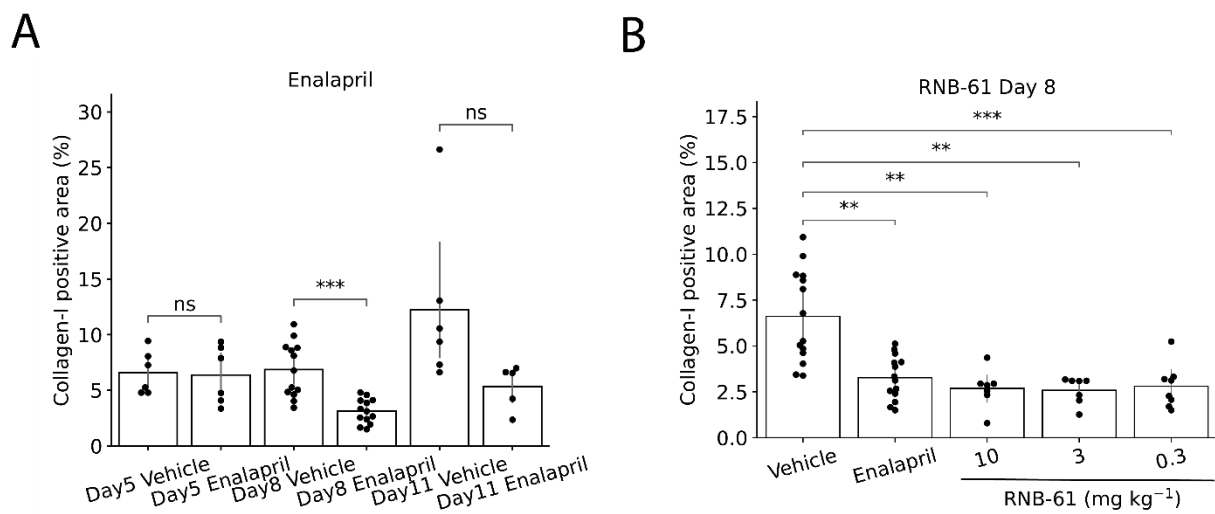 A
Enalapril
Collagen-I positive area (%)
30
25
20
15
10
5
0
ns
***
ns
Day5 Vehicle
Day5 Enalapril
Day8 Vehicle
Day8 Enalapril
Day11 Vehicle
Day11 Enalapril
B
RNB-61 Day 8
Collagen-I positive area (%)
17.5
15.0
12.5
10.0
7.5
5.0
2.5
0.0
***
**
**
**
Vehicle
Enalapril
10
3
0.3
RNB-61 (mg kg⁻¹)